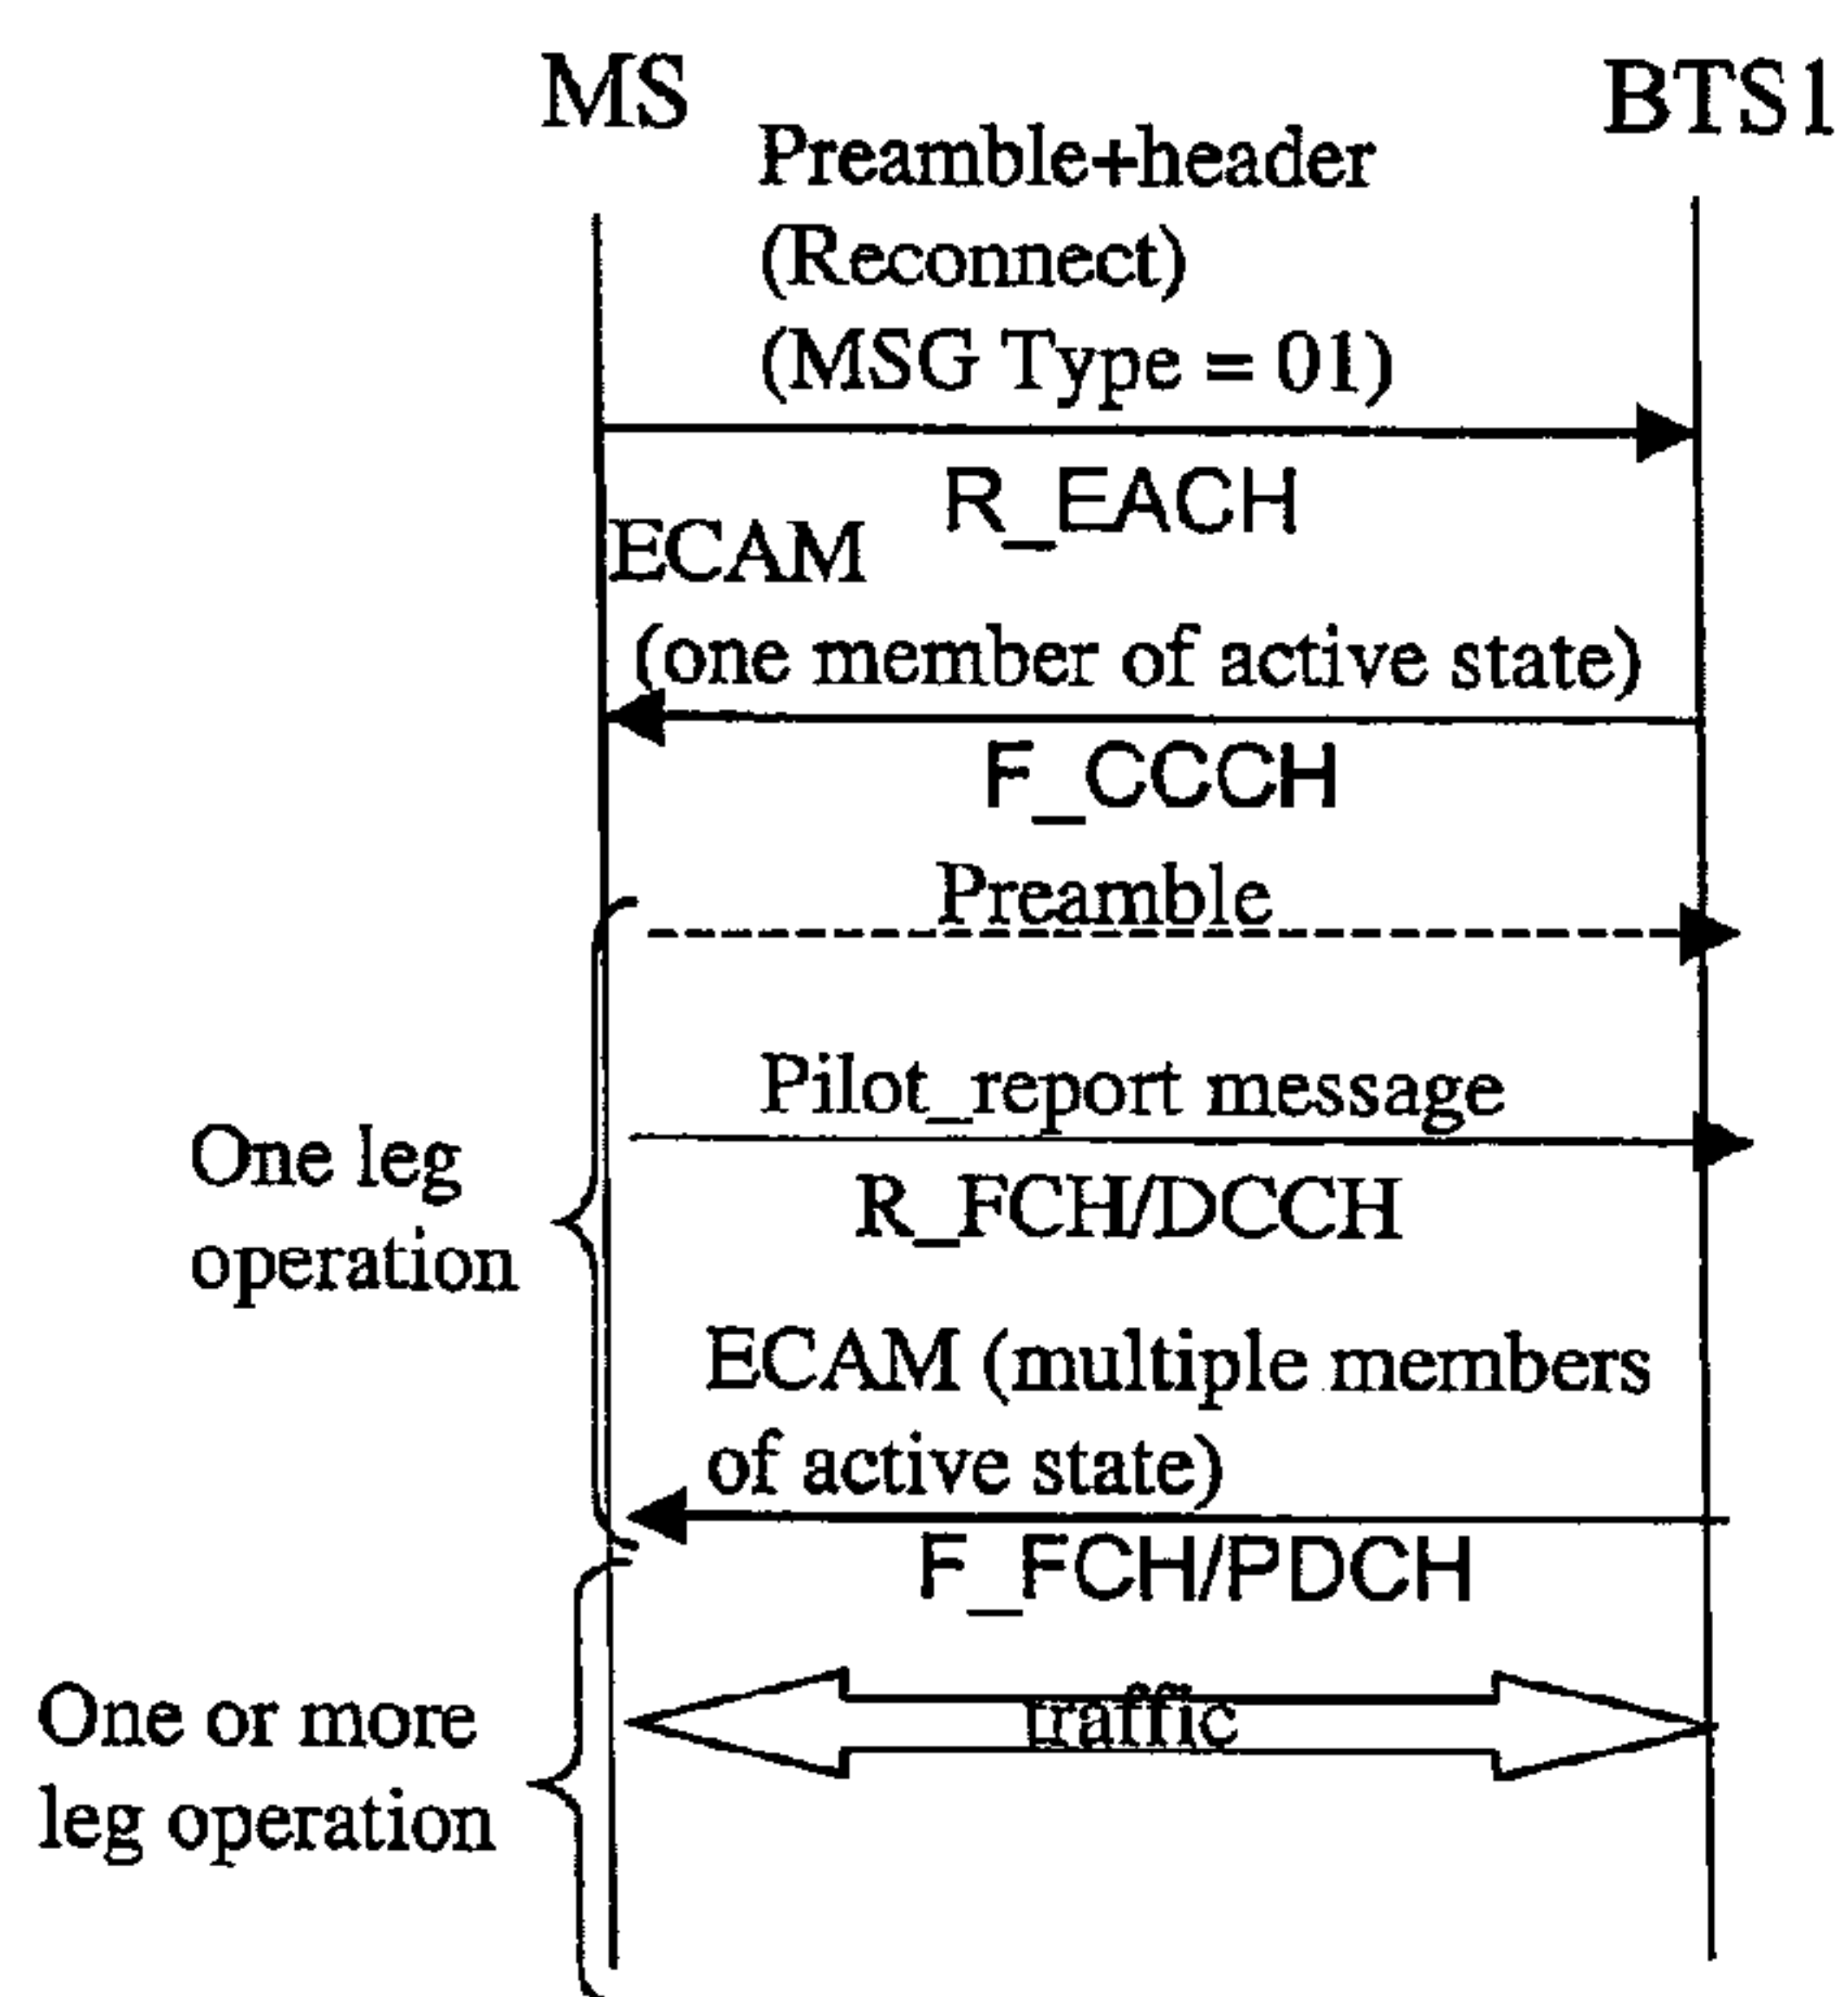 MS
BTS1
Preamble+header
(Reconnect)
(MSG Type = 01)
R_EACH
ECAM
(one member of active state)
F_CCCH
Preamble
Pilot_report message
R_FCH/DCCH
One leg
operation
ECAM (multiple members
of active state)
F_FCH/PDCH
One or more
leg operation
traffic